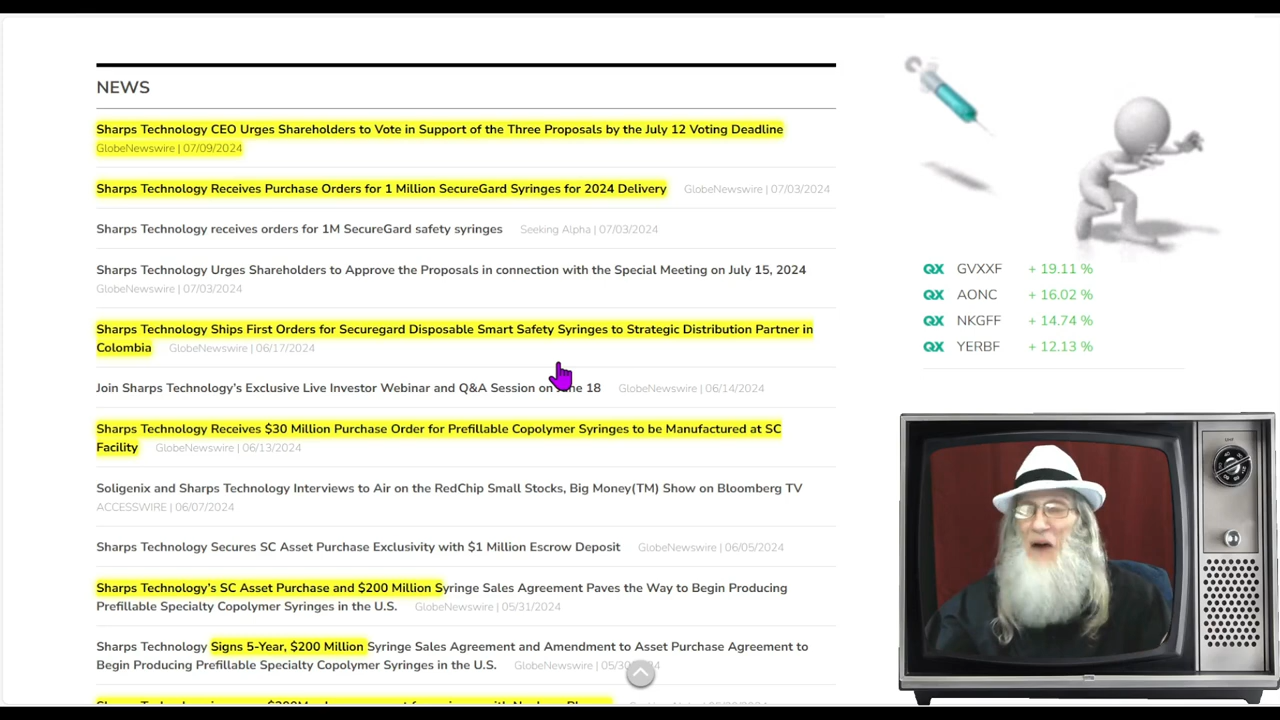 NEWS
Sharps Technology CEO Urges Shareholders to Vote in Support of the Three Proposals by the July 12 Voting Deadline
GlobeNewswire | 07/09/2024
Sharps Technology Receives Purchase Orders for 1 Million SecureGard Syringes for 2024 Delivery GlobeNewswire | 07/03/2024
Sharps Technology receives orders for 1M SecureGard safety syringes Seeking Alpha | 07/03/2024
Sharps Technology Urges Shareholders to Approve the Proposals in connection with the Special Meeting on July 15, 2024
GlobeNewswire | 07/03/2024
Sharps Technology Ships First Orders for Securegard Disposable Smart Safety Syringes to Strategic Distribution Partner in
Colombia GlobeNewswire | 06/17/2024
Join Sharps Technology's Exclusive Live Investor Webinar and Q&A Session on 18 GlobeNewswire | 06/14/2024
Sharps Technology Receives $30 Million Purchase Order for Prefillable Copolymer Syringes to be Manufactured at SC
Facility GlobeNewswire | 06/13/2024
Soligenix and Sharps Technology Interviews to Air on the RedChip Small Stocks, Big Money(TM) Show on Bloomberg TV
ACCESSWIRE | 06/07/2024
Sharps Technology Secures SC Asset Purchase Exclusivity with $1 Million Escrow Deposit GlobeNewswire | 06/05/2024
Sharps Technology's SC Asset Purchase and $200 Million Syringe Sales Agreement Paves the Way to Begin Producing
Prefillable Specialty Copolymer Syringes in the U.S. GlobeNewswire | 05/31/2024
Sharps Technology Signs 5-Year, $200 Million Syringe Sales Agreement and Amendment to Asset Purchase Agreement to
Begin Producing Prefillable Specialty Copolymer Syringes in the U.S. GlobeNewswire |
QX GVXXF + 19.11 %
QX AONC + 16.02 %
QX NKGFF + 14.74 %
QX YERBF + 12.13 %